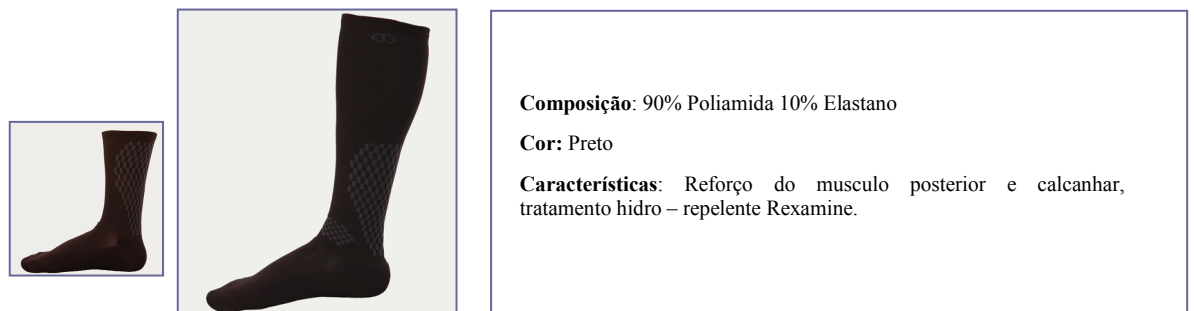 Composição: 90% Poliamida 10% Elastano
Cor: Preto
Características: Reforço do musculo posterior e calcanhar,
tratamento hidro – repelente Rexamine.